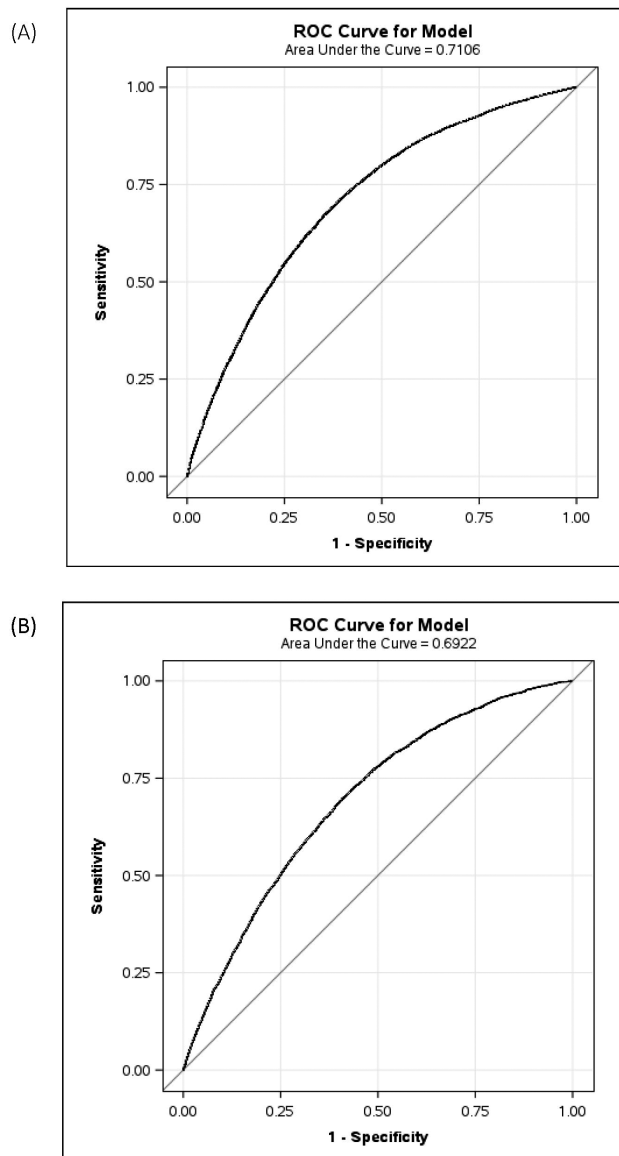 (A)
ROC Curve for Model
Area Under the Curve = 0.7106
1.00
0.75
0.50
0.25
0.00
Sensitivity
0.00 0.25 0.50 0.75 1.00
1 - Specificity
(B)
ROC Curve for Model
Area Under the Curve = 0.6922
1.00
0.75
0.50
0.25
0.00
Sensitivity
0.00 0.25 0.50 0.75 1.00
1 - Specificity